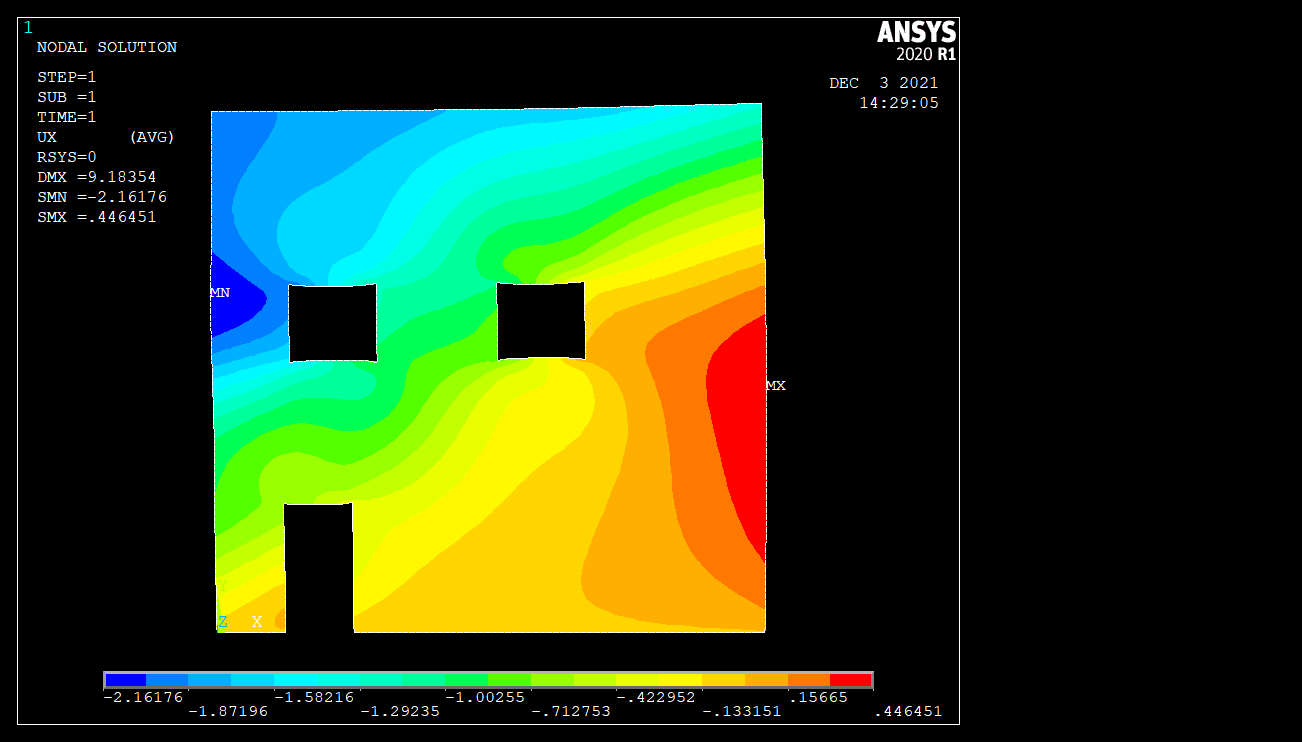 1
ANSYS
2020 R1
NODAL SOLUTION
STEP=1
SUB =1
TIME=1
UX (AVG)
RSYS=0
DMX =9.18354
SMN =-2.16176
SMX =.446451
DEC 3 2021
14:29:05
MN
MX
Y
Z X
-2.16176 -1.58216 -1.00255 -.422952 .15665
-1.87196 -1.29235 -.712753 -.133151 .446451